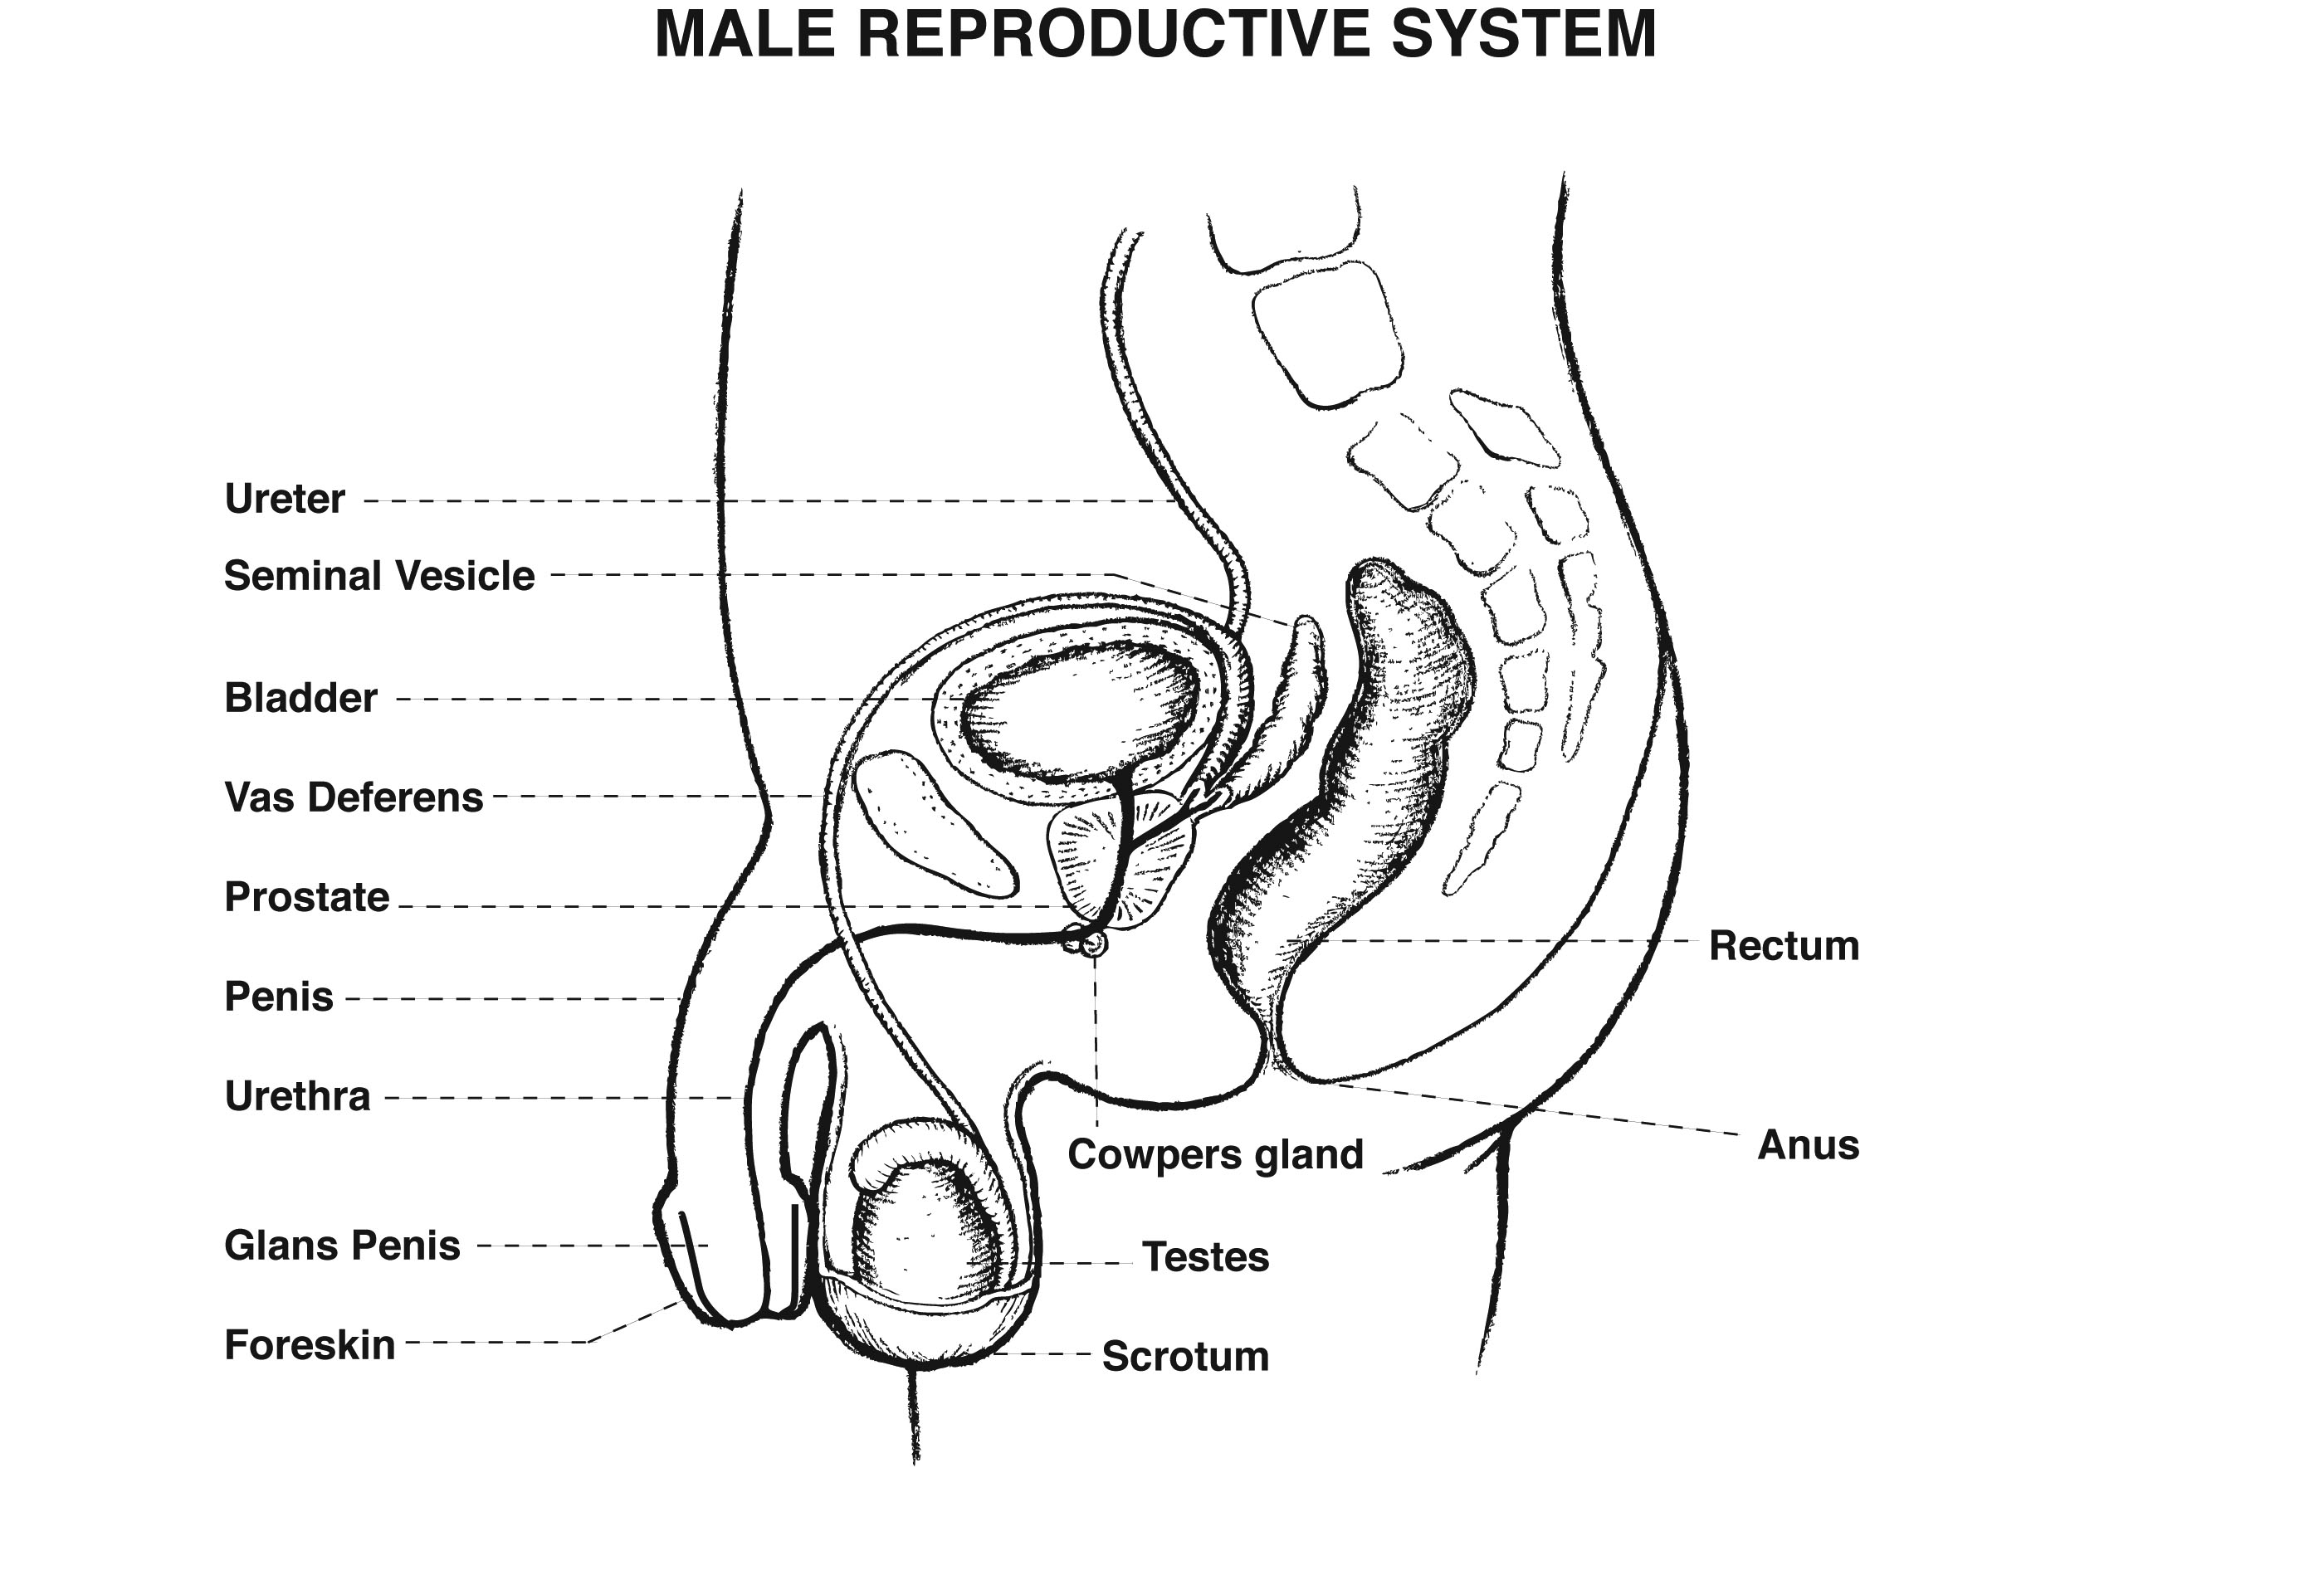 MALE REPRODUCTIVE SYSTEM
Ureter
Seminal Vesicle
Bladder
Vas Deferens
Prostate
Penis
Urethra
Glans Penis
Foreskin
Rectum
Anus
Cowpers gland
Testes
Scrotum